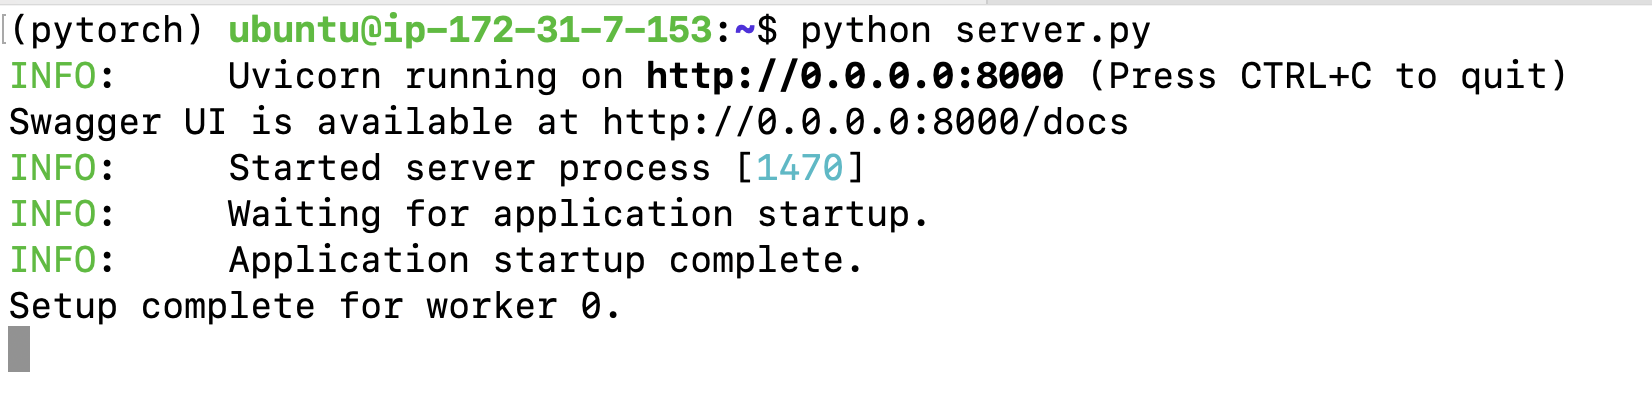 (pytorch) ubuntu@ip-172-31-7-153:~$ python server.py
INFO:     Uvicorn running on http://0.0.0.0:8000 (Press CTRL+C to quit)
Swagger UI is available at http://0.0.0.0:8000/docs
INFO:     Started server process [1470]
INFO:     Waiting for application startup.
INFO:     Application startup complete.
Setup complete for worker 0.